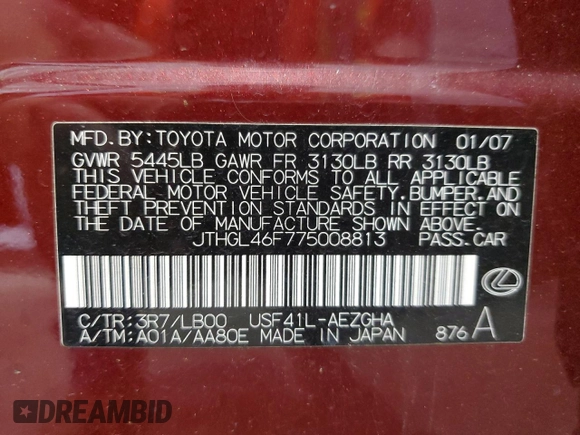 MFD. BY: TOYOTA MOTOR CORPORATION 01/07
GVWR 5445LB GAWR FR 3130LB RR 3130LB
THIS VEHICLE CONFORMS TO ALL APPLICABLE
FEDERAL MOTOR VEHICLE SAFETY, BUMPER, AND
THEFT PREVENTION STANDARDS IN EFFECT ON
THE DATE OF MANUFACTURE SHOWN ABOVE.
JTHGL46F775008813 PASS. CAR
C/TR: 3R7/LB00 USF41L-AEZGHA
A/TM: A01A/AA80E MADE IN JAPAN 876 A
DREAMBID